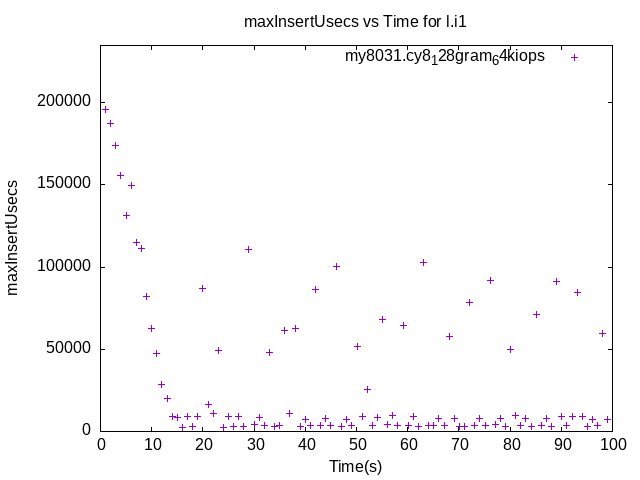 maxInsertUsecs vs Time for l.i1
my8031.cy8128gram64kiops
200000
150000
100000
50000
0
maxInsertUsecs
0 10 20 30 40 50 60 70 80 90 100
Time(s)